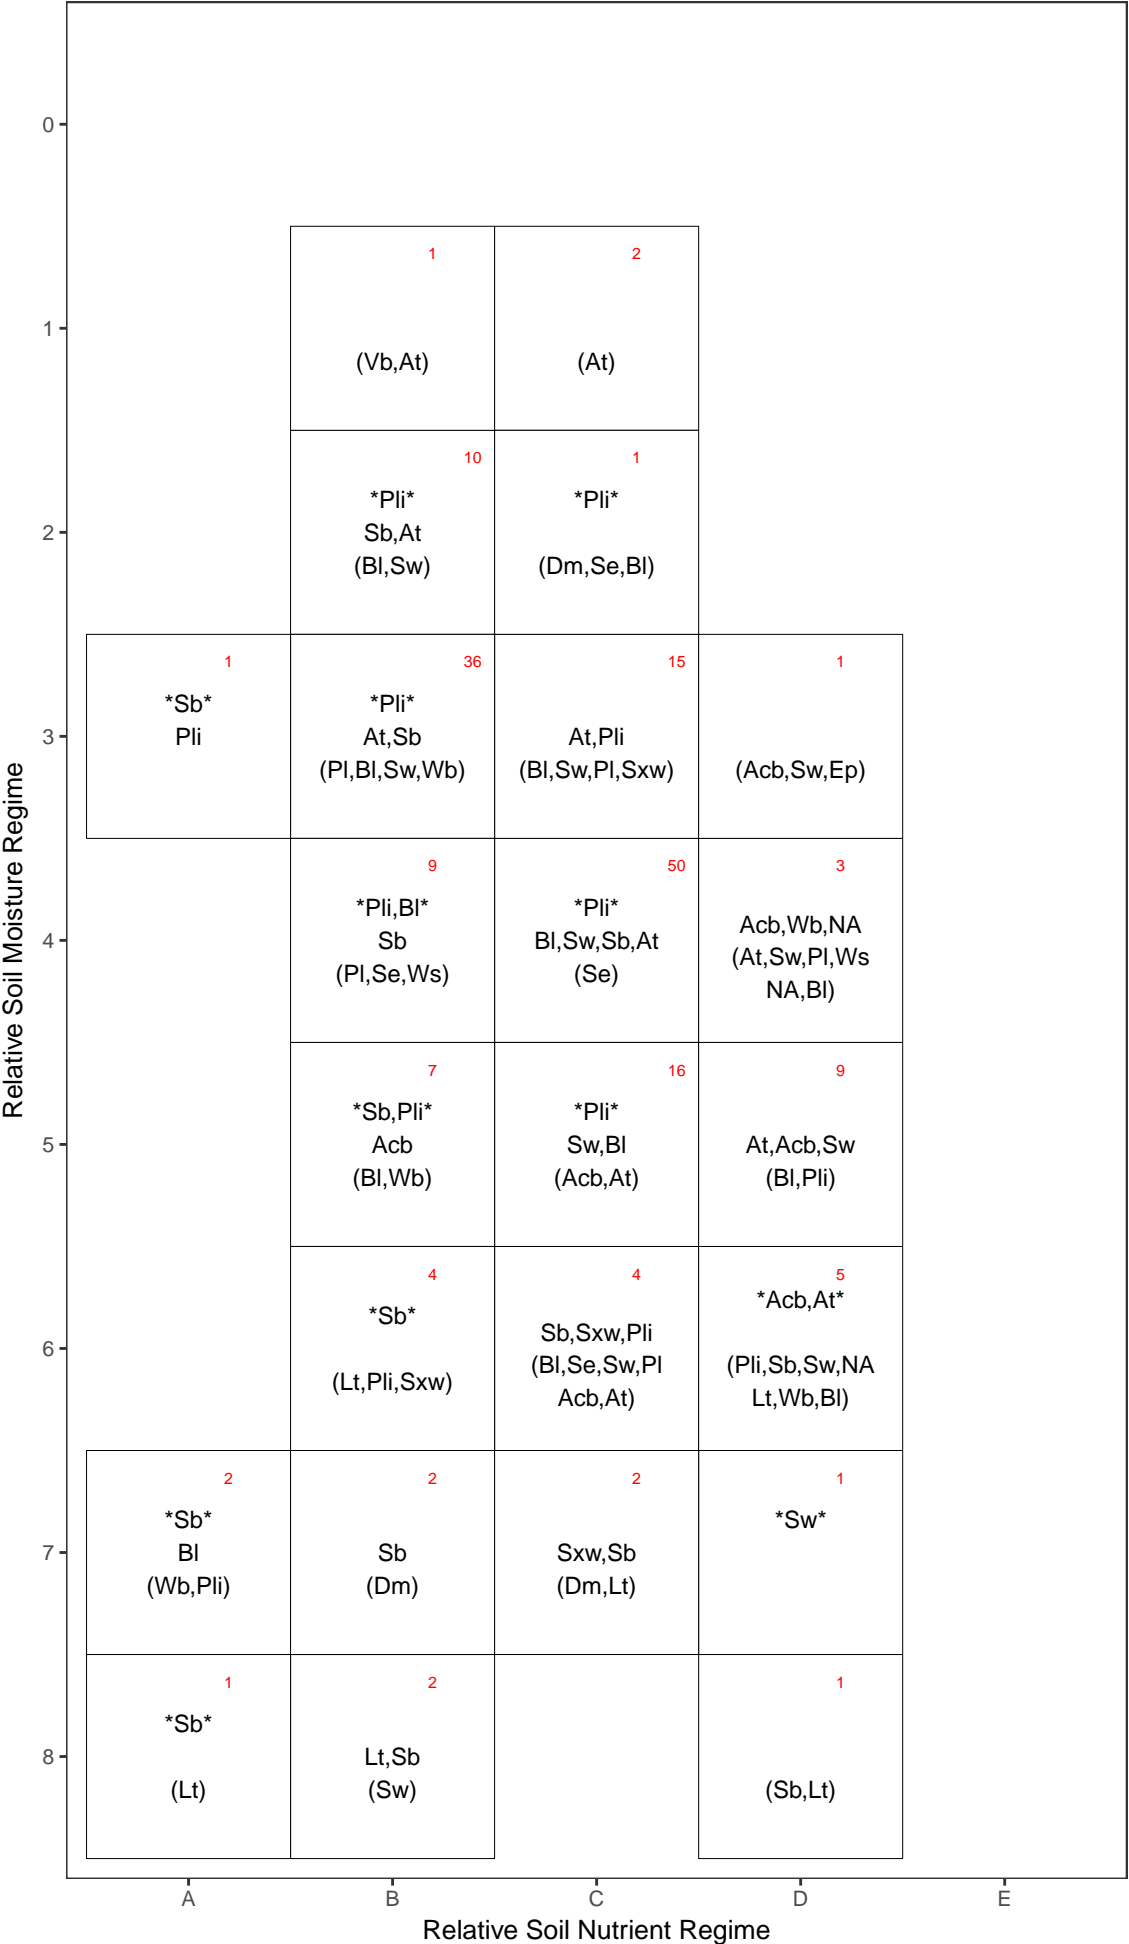 Relative Soil Moisture Regime
0
1
1
(Vb,At)
2
(At)
2
10
*Pli*
Sb,At
(Bl,Sw)
1
*Pli*
(Dm,Se,Bl)
3
1
*Sb*
Pli
36
*Pli*
At,Sb
(Pl,Bl,Sw,Wb)
15
At,Pli
(Bl,Sw,Pl,Sxw)
1
(Acb,Sw,Ep)
4
9
*Pli,Bl*
Sb
(Pl,Se,Ws)
50
*Pli*
Bl,Sw,Sb,At
(Se)
3
Acb,Wb,NA
(At,Sw,Pl,Ws
NA,Bl)
5
7
*Sb,Pli*
Acb
(Bl,Wb)
16
*Pli*
Sw,Bl
(Acb,At)
9
At,Acb,Sw
(Bl,Pli)
6
4
*Sb*
(Lt,Pli,Sxw)
4
Sb,Sxw,Pli
(Bl,Se,Sw,Pl
Acb,At)
5
*Acb,At*
(Pli,Sb,Sw,NA
Lt,Wb,Bl)
7
2
*Sb*
Bl
(Wb,Pli)
2
Sb
(Dm)
2
Sxw,Sb
(Dm,Lt)
1
*Sw*
8
1
*Sb*
(Lt)
2
Lt,Sb
(Sw)
1
(Sb,Lt)
A
B
C
D
E
Relative Soil Nutrient Regime